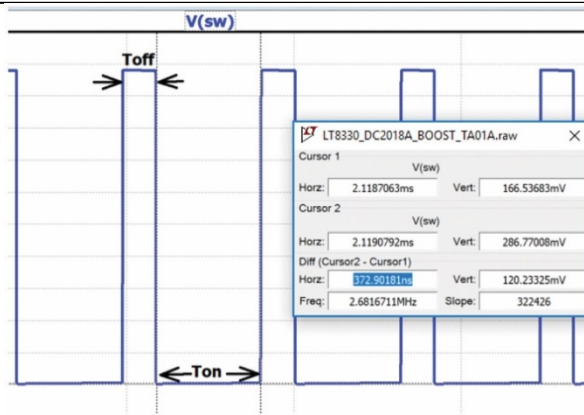 V(sw)
Toff
LT8330_DC2018A_BOOST_TA01A.raw
Cursor 1
V(sw)
Horz: 2.1187063ms Vert: 166.53683mV
Cursor 2
V(sw)
Horz: 2.1190792ms Vert: 286.77008mV
Diff (Cursor2 - Cursor1)
Horz: 372.90181ns Vert: 120.23325mV
Freq: 2.6816711MHz Slope: 322426
Ton